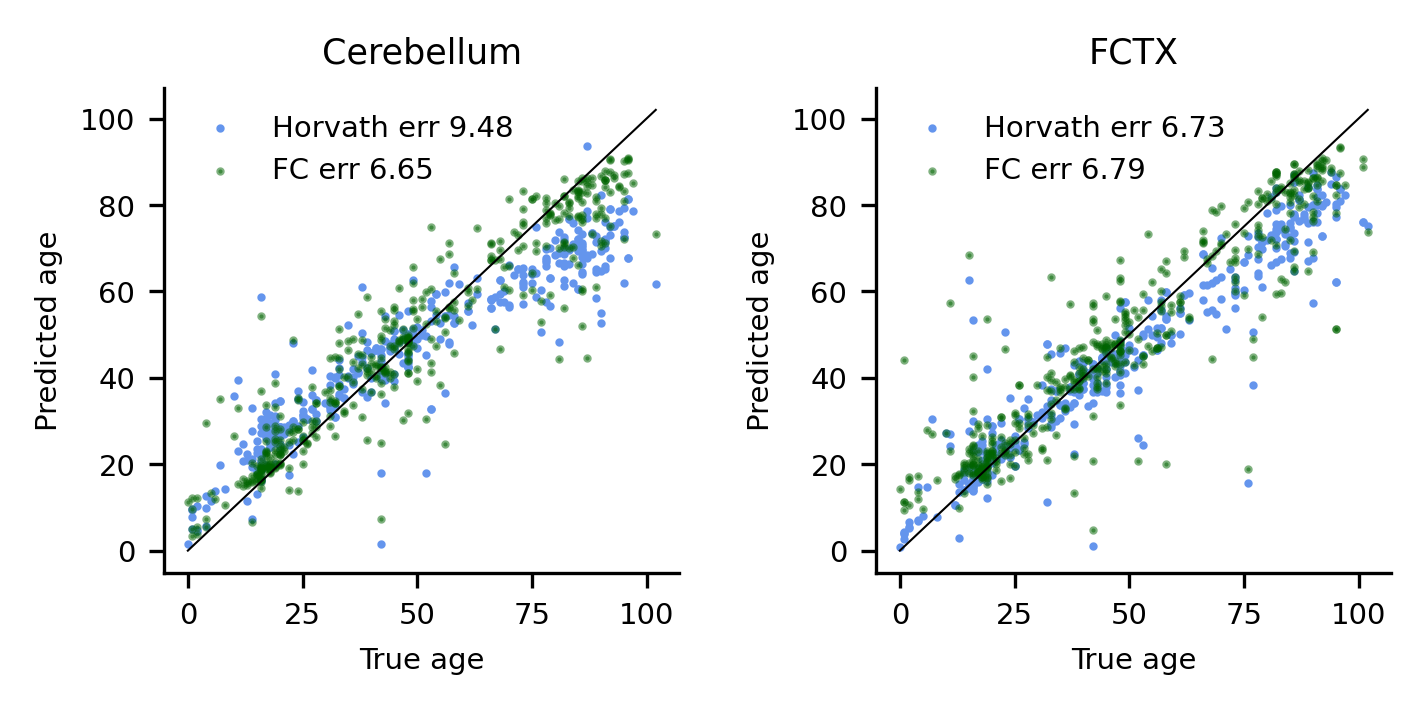 Cerebellum
Horvath err 9.48
FC err 6.65
Predicted age
100
80
60
40
20
0
0 25 50 75 100
True age
FCTX
Horvath err 6.73
FC err 6.79
Predicted age
100
80
60
40
20
0
0 25 50 75 100
True age